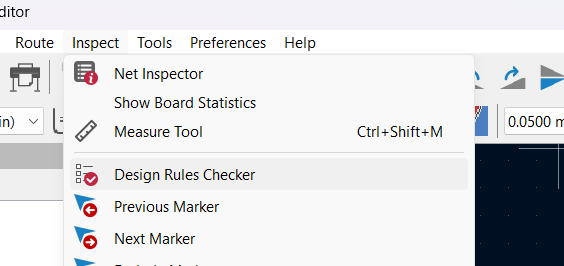 ditor
Route Inspect Tools Preferences Help
Net Inspector
Show Board Statistics
in) 0.0500 m
Measure Tool Ctrl+Shift+M
Design Rules Checker
Previous Marker
Next Marker